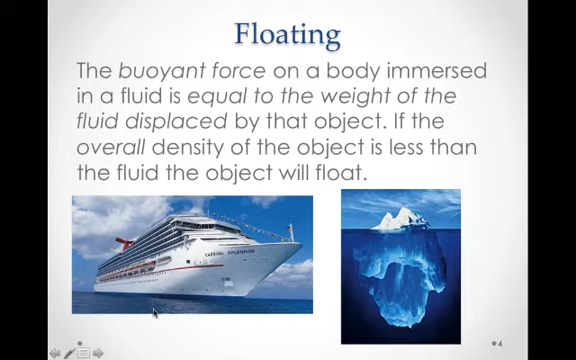 Floating
The buoyant force on a body immersed
in a fluid is equal to the weight of the
fluid displaced by that object. If the
overall density of the object is less than
the fluid the object will float.
CARNIVAL SPLENDOR
4